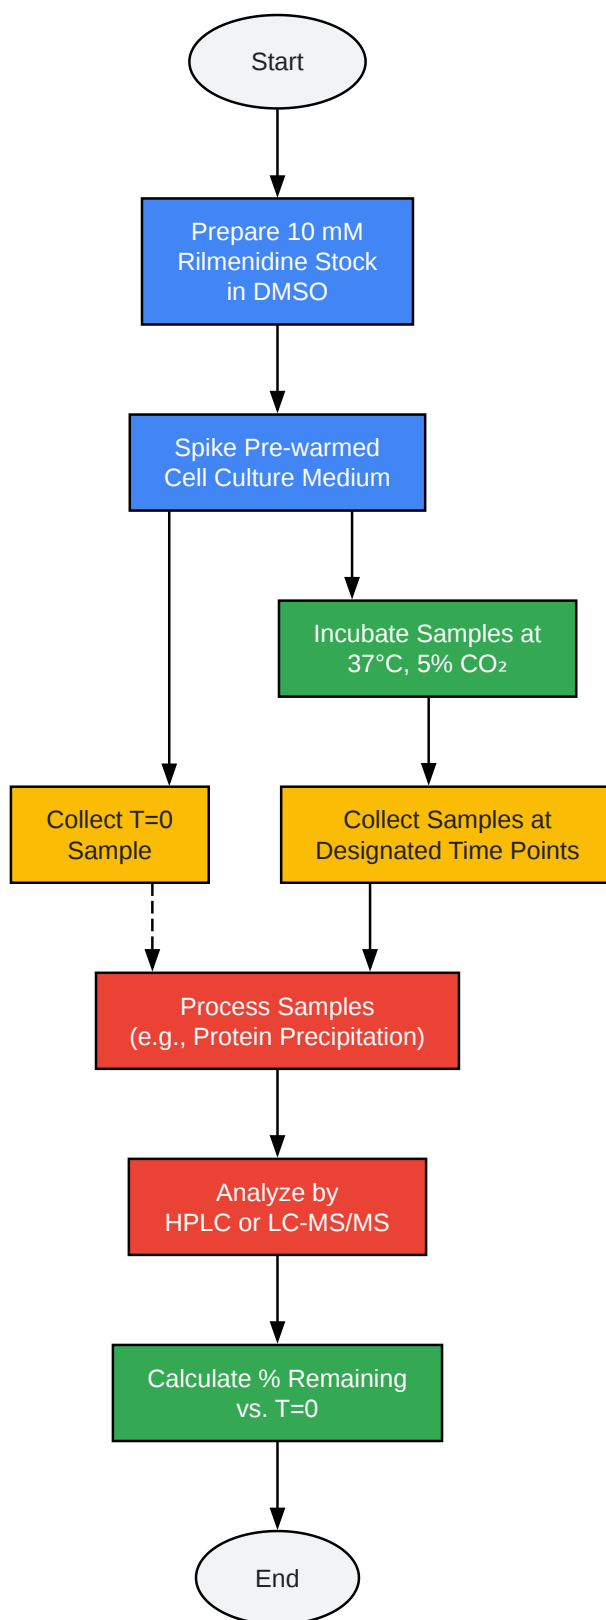 Start
Prepare 10 mM
Rilmenidine Stock
in DMSO
Spike Pre-warmed
Cell Culture Medium
Incubate Samples at
37°C, 5% CO₂
Collect T=0
Sample
Collect Samples at
Designated Time Points
Process Samples
(e.g., Protein Precipitation)
Analyze by
HPLC or LC-MS/MS
Calculate % Remaining
vs. T=0
End